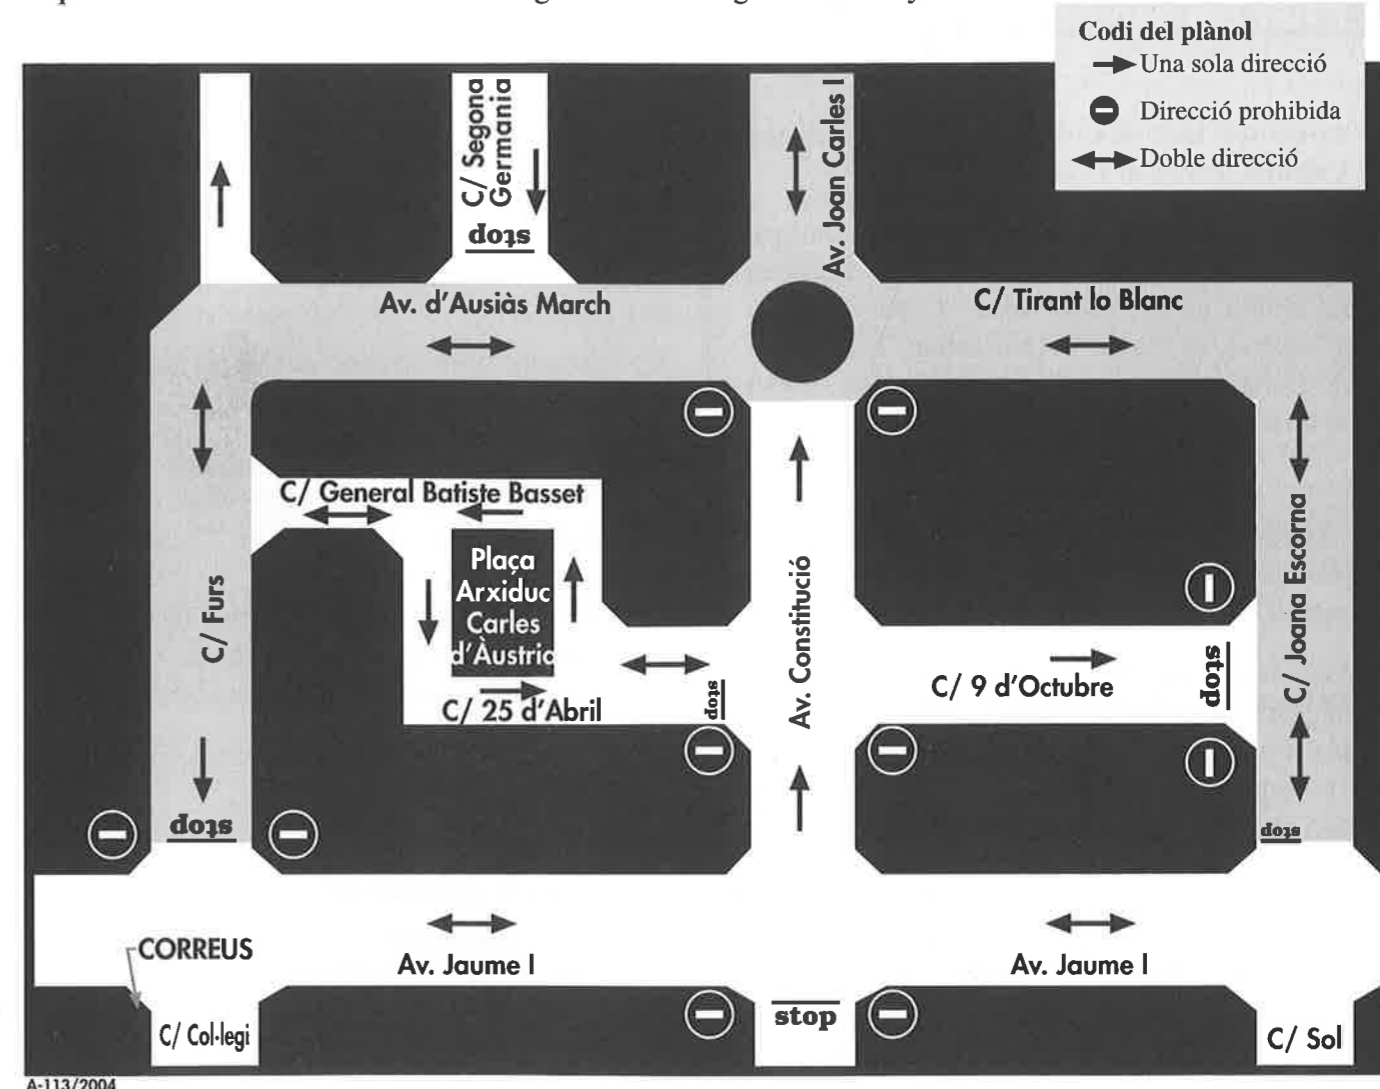 Codi del plànol
Una sola direcció
Direcció prohibida
Doble direcció
C/ Segona
Germania
stop
Av. Joan Carles I
Av. d'Ausiàs March
C/ Tirant lo Blanc
C/ General Batiste Basset
Plaça
Arxiduc
Carles
d'Àustria
C/ Furs
Av. Constitució
C/ Joana Escorna
C/ 25 d'Abril
stop
C/ 9 d'Octubre
stop
stop
stop
CORREUS
Av. Jaume I
Av. Jaume I
C/ Col·legi
stop
C/ Sol
A-113/2004